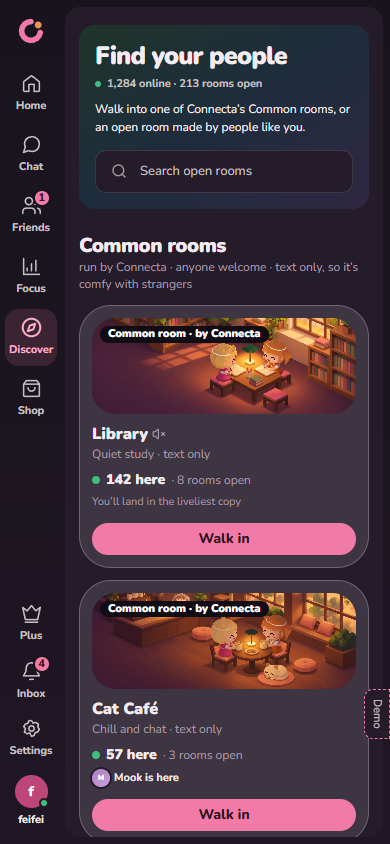 Find your people
1,284 online · 213 rooms open
Walk into one of Connecta's Common rooms, or
an open room made by people like you.
Search open rooms
Home
Chat
1
Friends
Focus
Discover
Shop
Common rooms
run by Connecta · anyone welcome · text only, so it's
comfy with strangers
Common room · by Connecta
Library
Quiet study · text only
142 here · 8 rooms open
You'll land in the liveliest copy
Walk in
Common room · by Connecta
Cat Café
Chill and chat · text only
57 here · 3 rooms open
M Mook is here
Walk in
Plus
4
Inbox
Settings
f
feifei
Demo